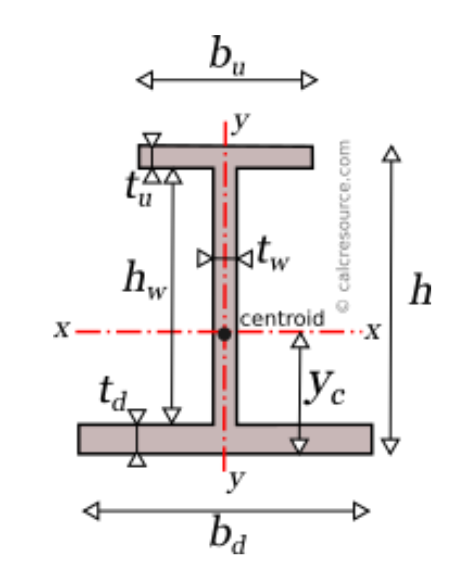 b_u
y
t_u
t_w
h_w
h
© calcresource.com
centroid
x
x
t_d
y_c
y
b_d